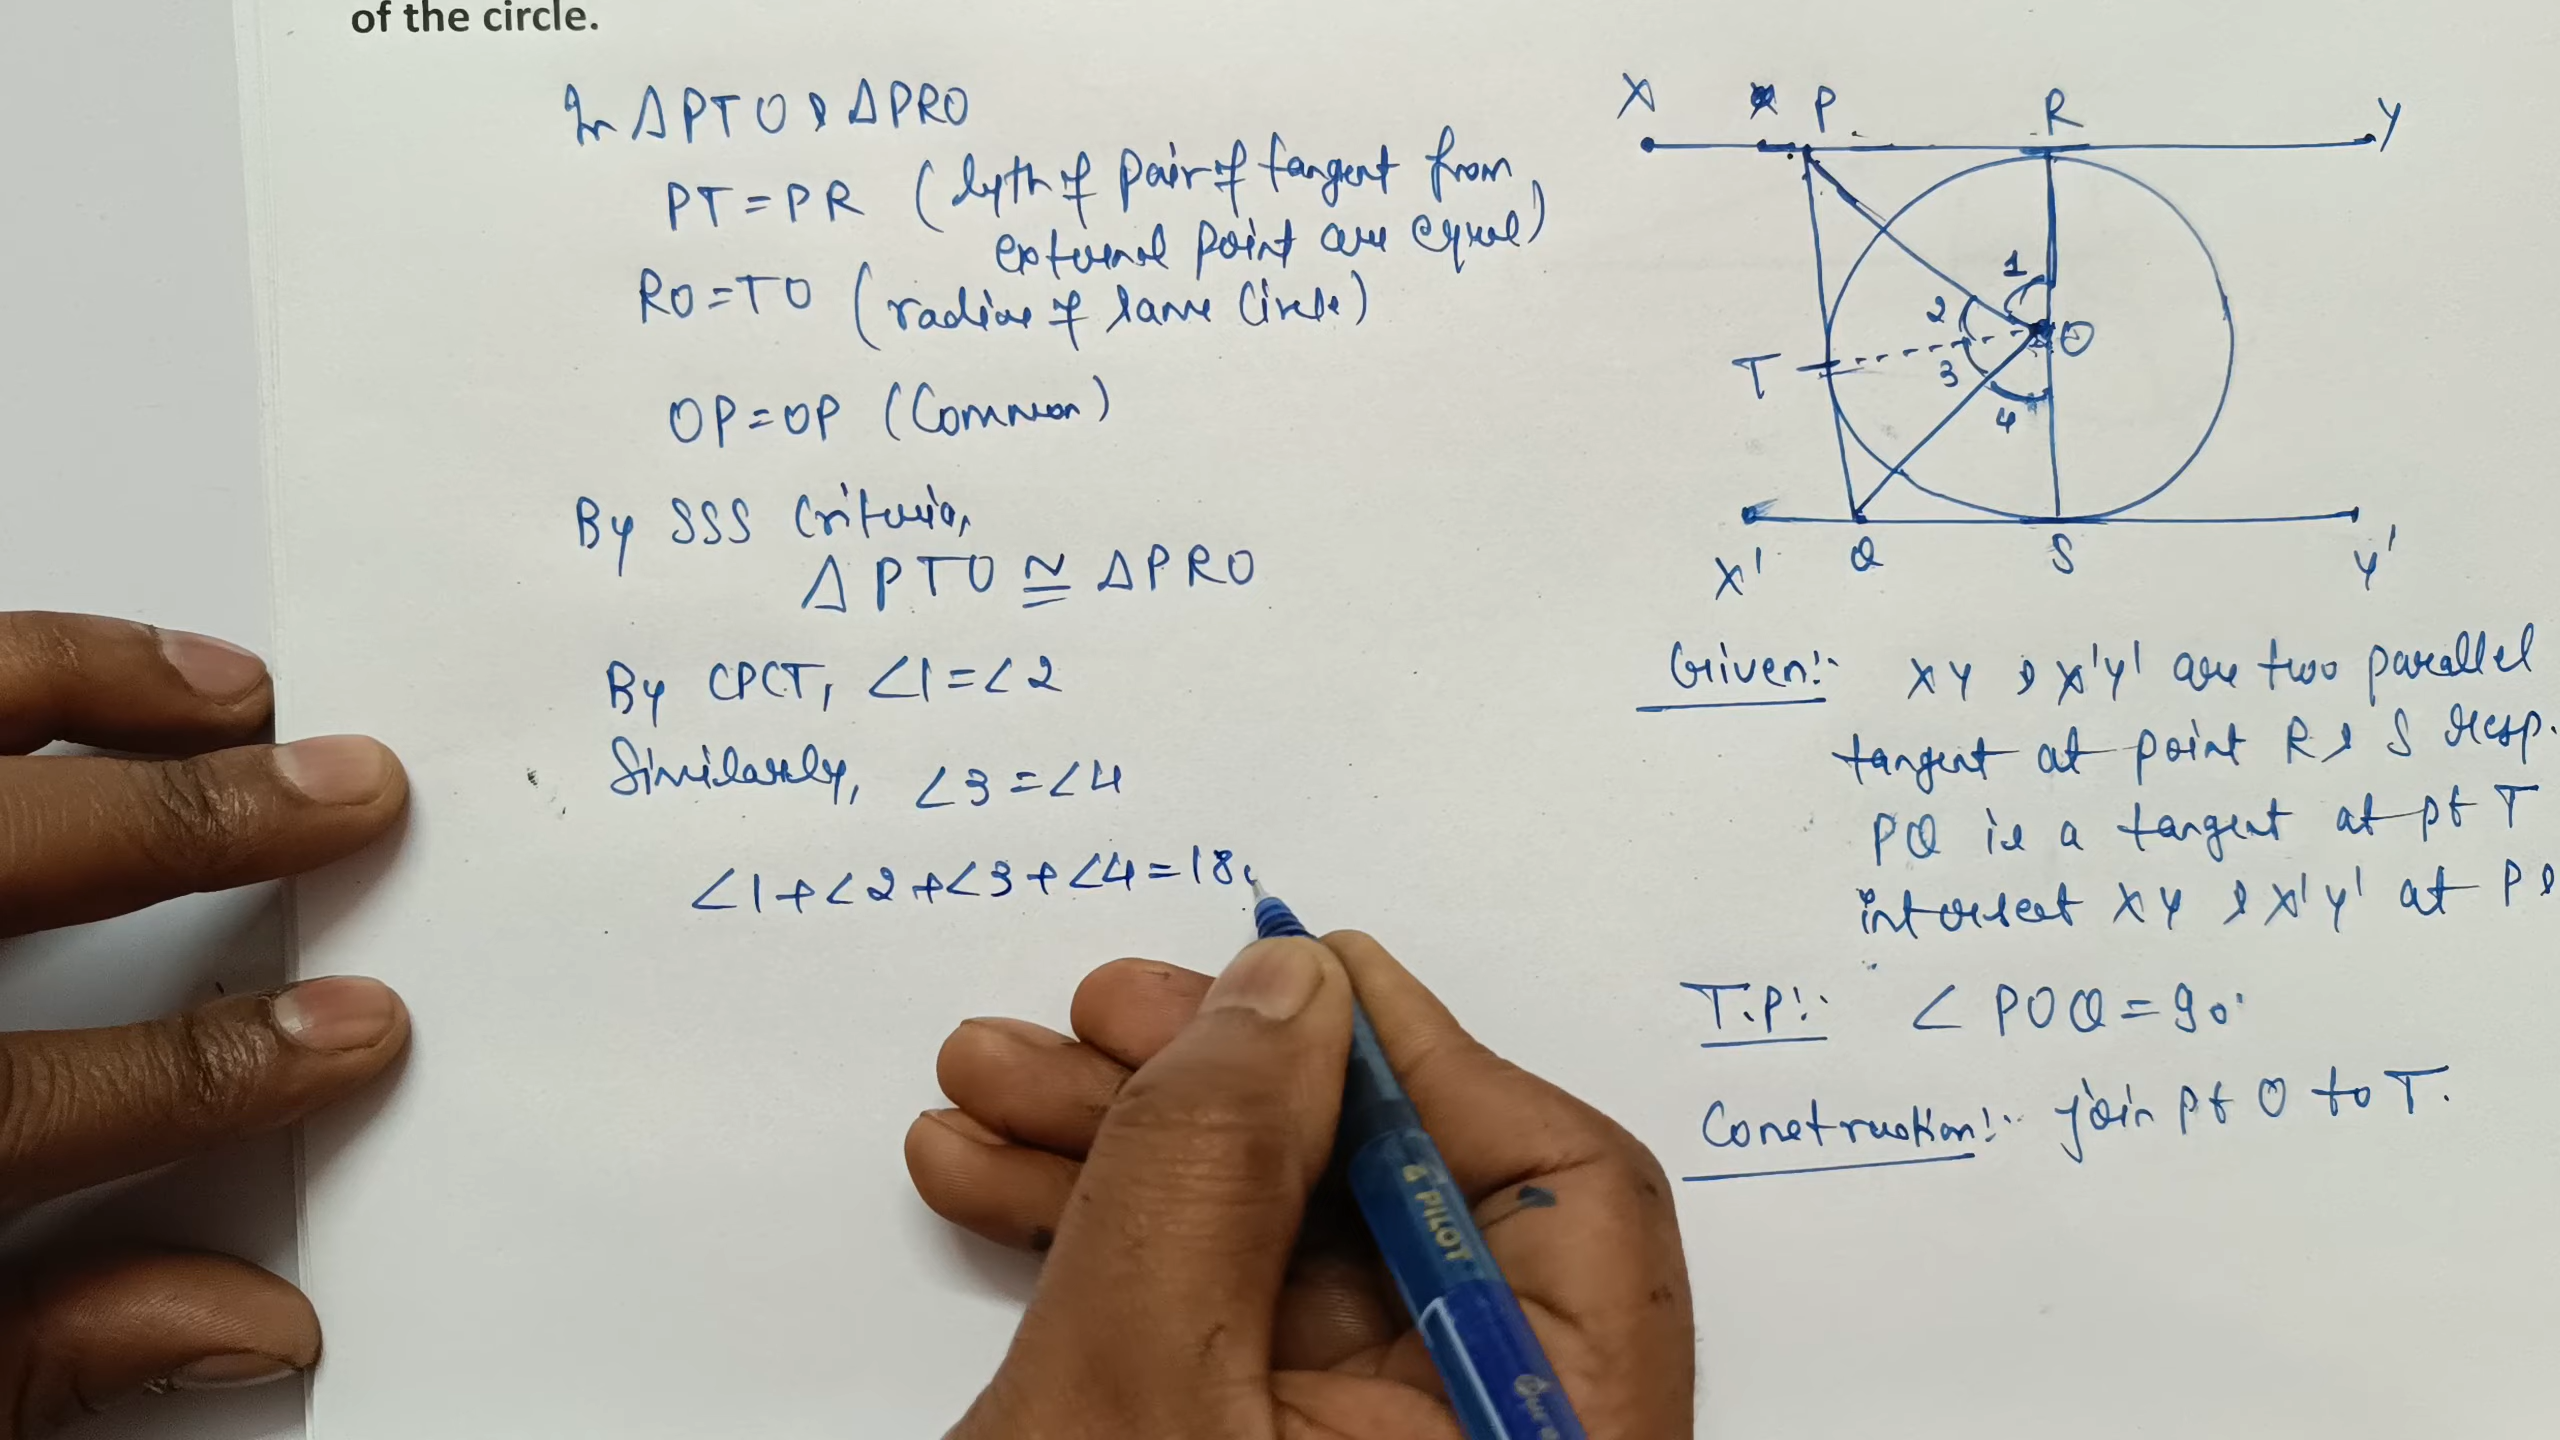 of the circle.
In ΔPTO & ΔPRO
PT = PR (lgth of pair of tangent from
external point are equal)
RO = TO (radius of same circle)
OP = OP (Common)
By SSS Criteria,
ΔPTO ≅ ΔPRO
By CPCT, ∠1 = ∠2
Similarly, ∠3 = ∠4
∠1 + ∠2 + ∠3 + ∠4 = 18
X P R Y
1
2
O
T
3
4
X' Q S Y'
Given:- XY & X'Y' are two parallel
tangent at point R & S resp.
PQ is a tangent at pt T
intersect XY & X'Y' at P &
T.P:- ∠POQ = 90°
Construction:- join pt O to T.
PILOT